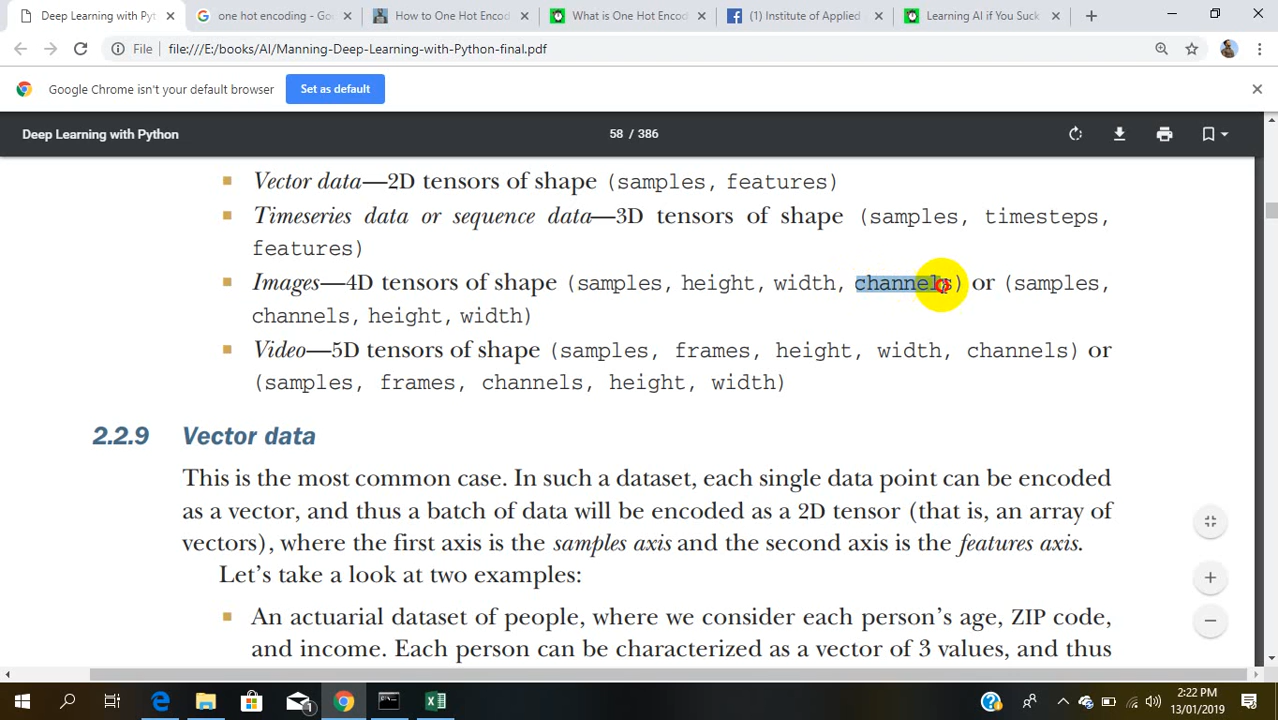 Deep Learning with Pyt
one hot encoding - Goo
How to One Hot Encod
What is One Hot Encod
(1) Institute of Applied
Learning AI if You Suck
File file:///E:/books/AI/Manning-Deep-Learning-with-Python-final.pdf
Google Chrome isn't your default browser Set as default
Deep Learning with Python 58 / 386
Vector data—2D tensors of shape (samples, features)
Timeseries data or sequence data—3D tensors of shape (samples, timesteps,
features)
Images—4D tensors of shape (samples, height, width, channels) or (samples,
channels, height, width)
Video—5D tensors of shape (samples, frames, height, width, channels) or
(samples, frames, channels, height, width)
2.2.9 Vector data
This is the most common case. In such a dataset, each single data point can be encoded
as a vector, and thus a batch of data will be encoded as a 2D tensor (that is, an array of
vectors), where the first axis is the samples axis and the second axis is the features axis.
Let's take a look at two examples:
An actuarial dataset of people, where we consider each person's age, ZIP code,
and income. Each person can be characterized as a vector of 3 values, and thus
2:22 PM
13/01/2019